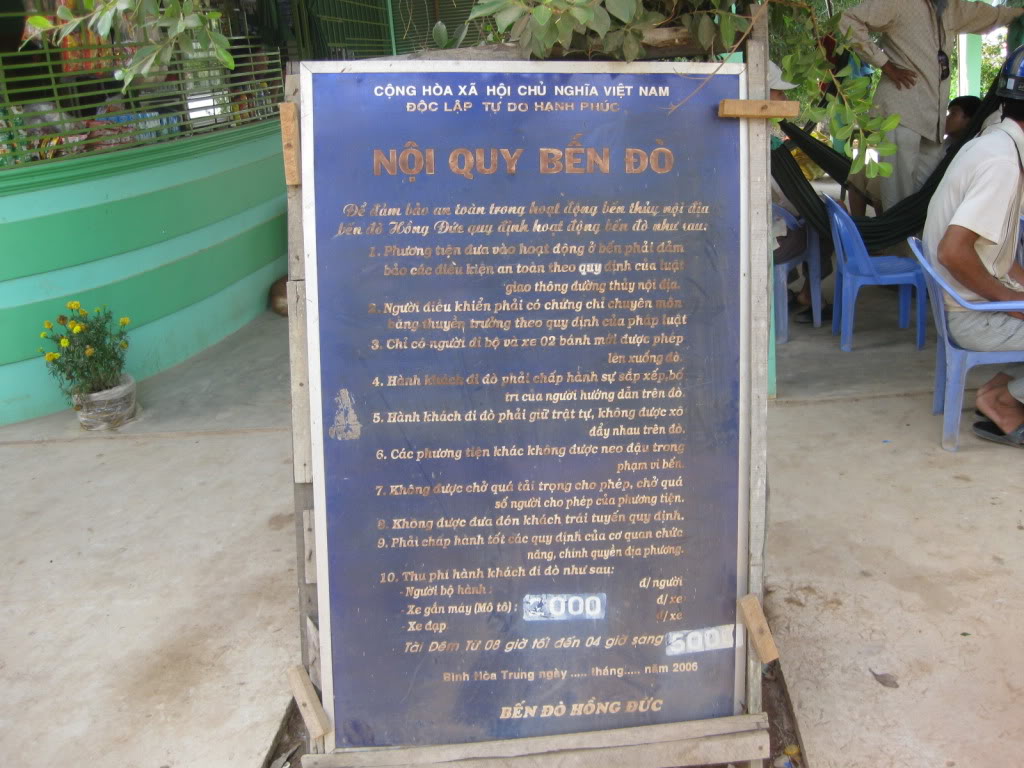 CỘNG HÒA XÃ HỘI CHỦ NGHĨA VIỆT NAM
ĐỘC LẬP TỰ DO HẠNH PHÚC
NỘI QUY BẾN ĐÒ
Để đảm bảo an toàn trong hoạt động bến thủy nội địa
bến đò Hồng Đức quy định hoạt động bến đò như sau:
1. Phương tiện đưa vào hoạt động ở bến phải đảm
bảo các điều kiện an toàn theo quy định của luật
giao thông đường thủy nội địa.
2. Người điều khiển phải có chứng chỉ chuyên môn
bằng thuyền trưởng theo quy định của pháp luật
3. Chỉ có người đi bộ và xe 02 bánh mới được phép
lên xuống đò.
4. Hành khách đi đò phải chấp hành sự sắp xếp,bố
trí của người hướng dẫn trên đò.
5. Hành khách đi đò phải giữ trật tự, không được xô
đẩy nhau trên đò.
6. Các phương tiện khác không được neo đậu trong
phạm vi bến.
7. Không được chở quá tải trọng cho phép, chở quá
số người cho phép của phương tiện.
8. Không được đưa đón khách trái tuyến quy định.
9. Phải chấp hành tốt các quy định của cơ quan chức
năng, chính quyền địa phương.
10. Thu phí hành khách đi đò như sau:
- Người bộ hành : đ/người
- Xe gắn máy (Mô tô) : 000 đ/xe
- Xe đạp đ/xe
Tài Đêm Từ 08 giờ tối đến 04 giờ sáng 5000
Bình Hòa Trung ngày ..... tháng..... năm 2006
BẾN ĐÒ HỒNG ĐỨC